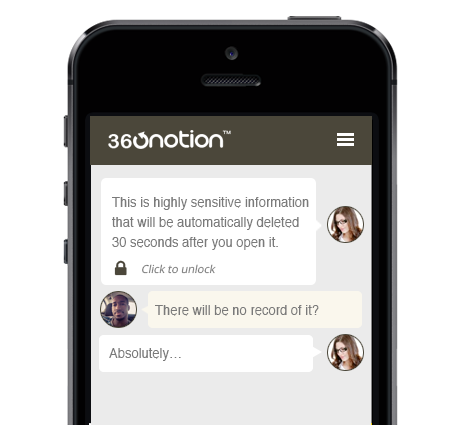 360notion™
This is highly sensitive information
that will be automatically deleted
30 seconds after you open it.
Click to unlock
There will be no record of it?
Absolutely...